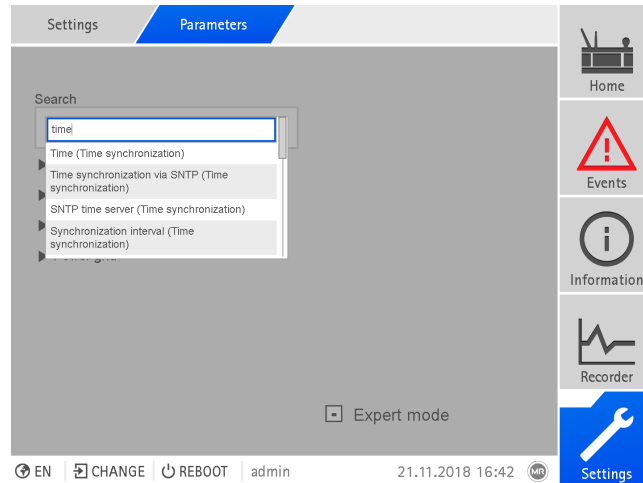 Settings
Parameters
Search
time
Time (Time synchronization)
Time synchronization via SNTP (Time
synchronization)
SNTP time server (Time synchronization)
Synchronization interval (Time
synchronization)
Power grid
Expert mode
Home
Events
Information
Recorder
Settings
EN
CHANGE
REBOOT
admin
21.11.2018 16:42
MR